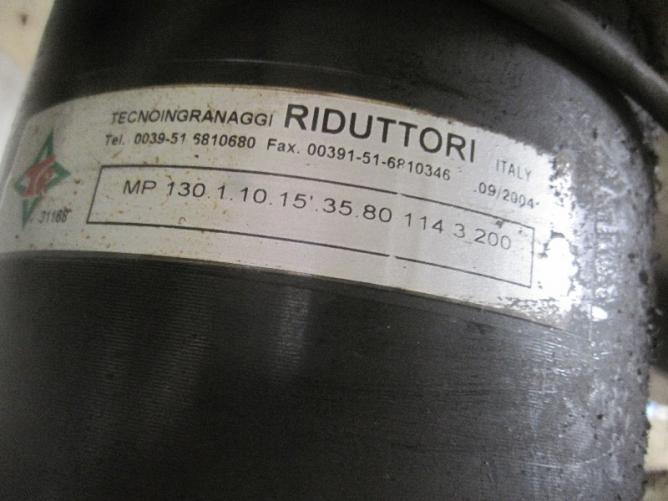 TECNOINGRANAGGI RIDUTTORI ITALY
Tel. 0039-51 6810680 Fax. 00391-51-6810346 09/2004
31168
MP 130.1.10.15'.35.80 114 3 200